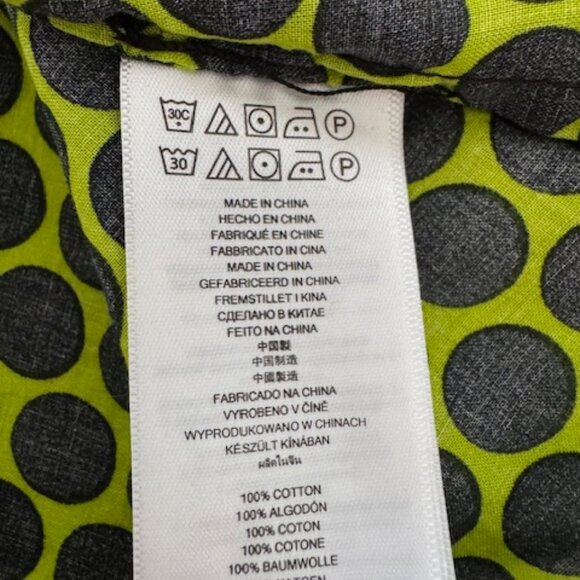 30C P
30 P
MADE IN CHINA
HECHO EN CHINA
FABRIQUÉ EN CHINE
FABBRICATO IN CINA
MADE IN CHINA
GEFABRICEERD IN CHINA
FREMSTILLET I KINA
СДЕЛАНО В КИТАЕ
FEITO NA CHINA
中国製
中国制造
中國製造
FABRICADO NA CHINA
VYROBENO V ČÍNĚ
WYPRODUKOWANO W CHINACH
KÉSZÜLT KÍNÁBAN
ผลิตในจีน
100% COTTON
100% ALGODÓN
100% COTON
100% COTONE
100% BAUMWOLLE